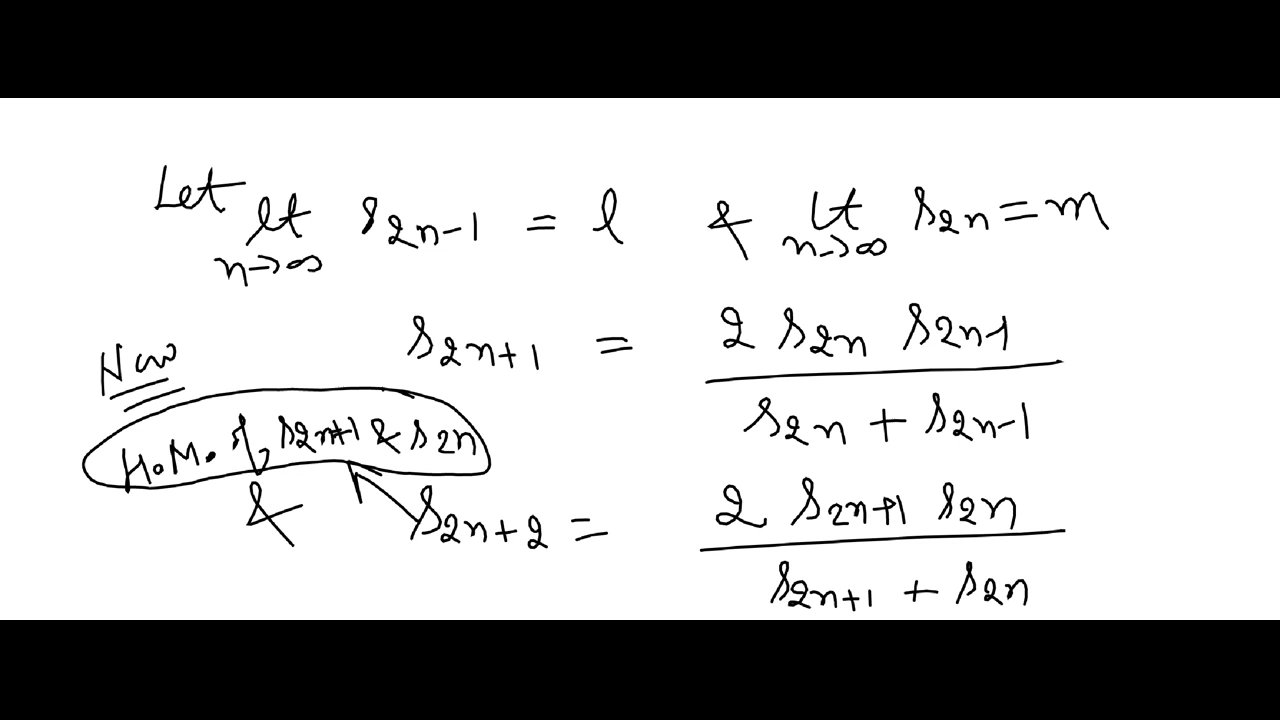 Let lt n→∞ s₂ₙ₋₁ = l & lt n→∞ s₂ₙ = m
Now s₂ₙ₊₁ = 2 s₂ₙ s₂ₙ₋₁ / s₂ₙ + s₂ₙ₋₁
H.M. of s₂ₙ₊₁ & s₂ₙ
& s₂ₙ₊₂ = 2 s₂ₙ₊₁ s₂ₙ / s₂ₙ₊₁ + s₂ₙ